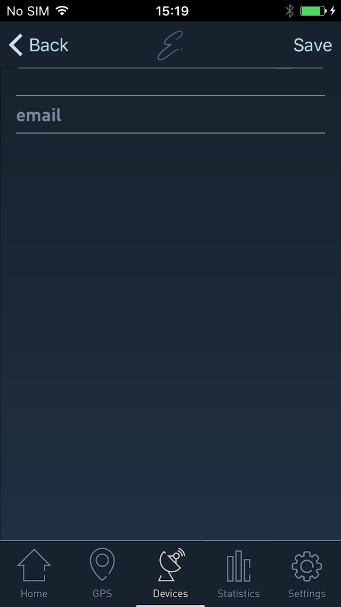 No SIM 15:19
Back E. Save
email
Home GPS Devices Statistics Settings